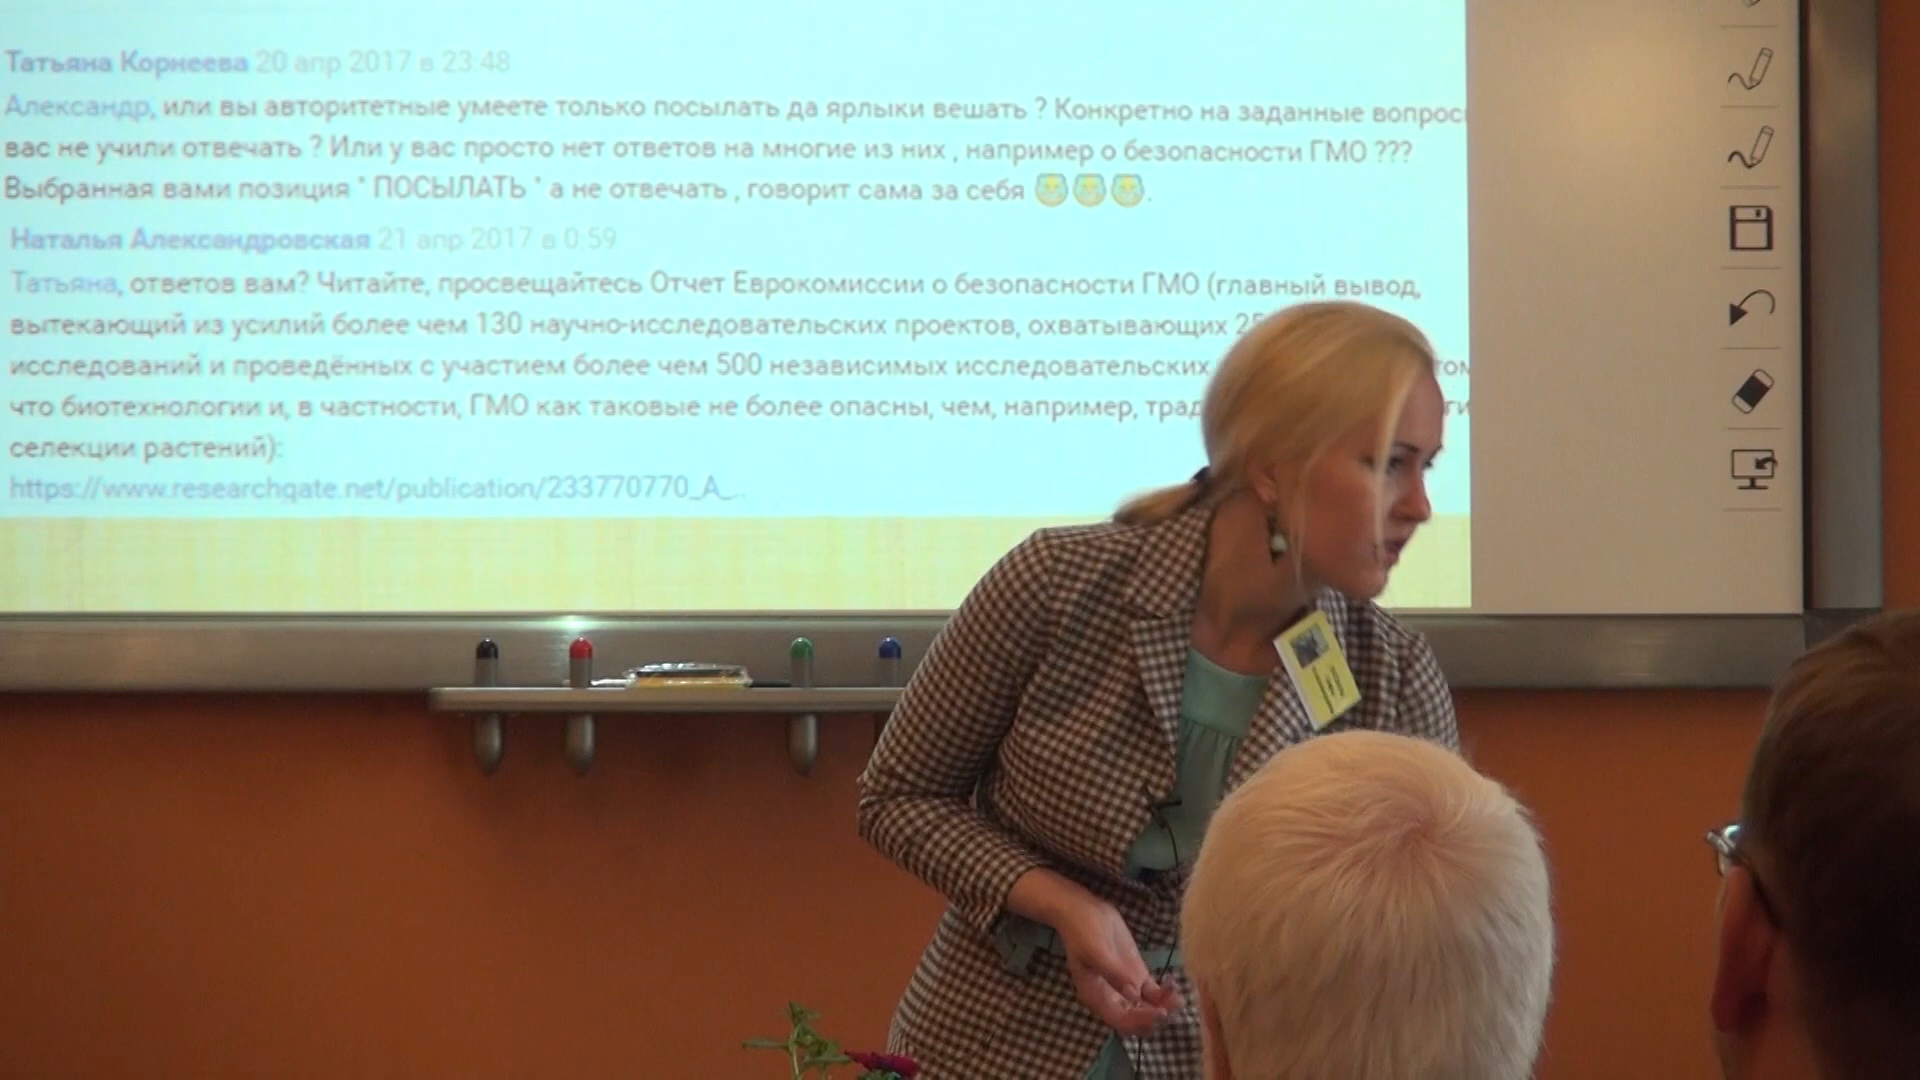 Татьяна Корнеева 20 апр 2017 в 23:48
Александр, или вы авторитетные умеете только посылать да ярлыки вешать ? Конкретно на заданные вопрос
вас не учили отвечать ? Или у вас просто нет ответов на многие из них , например о безопасности ГМО ???
Выбранная вами позиция " ПОСЫЛАТЬ " а не отвечать , говорит сама за себя
Наталья Александровская 21 апр 2017 в 0:59
Татьяна, ответов вам? Читайте, просвещайтесь Отчет Еврокомиссии о безопасности ГМО (главный вывод,
вытекающий из усилий более чем 130 научно-исследовательских проектов, охватывающих 25
исследований и проведённых с участием более чем 500 независимых исследовательских том
что биотехнологии и, в частности, ГМО как таковые не более опасны, чем, например, трад ги
селекции растений):
https://www.researchgate.net/publication/233770770_A_..